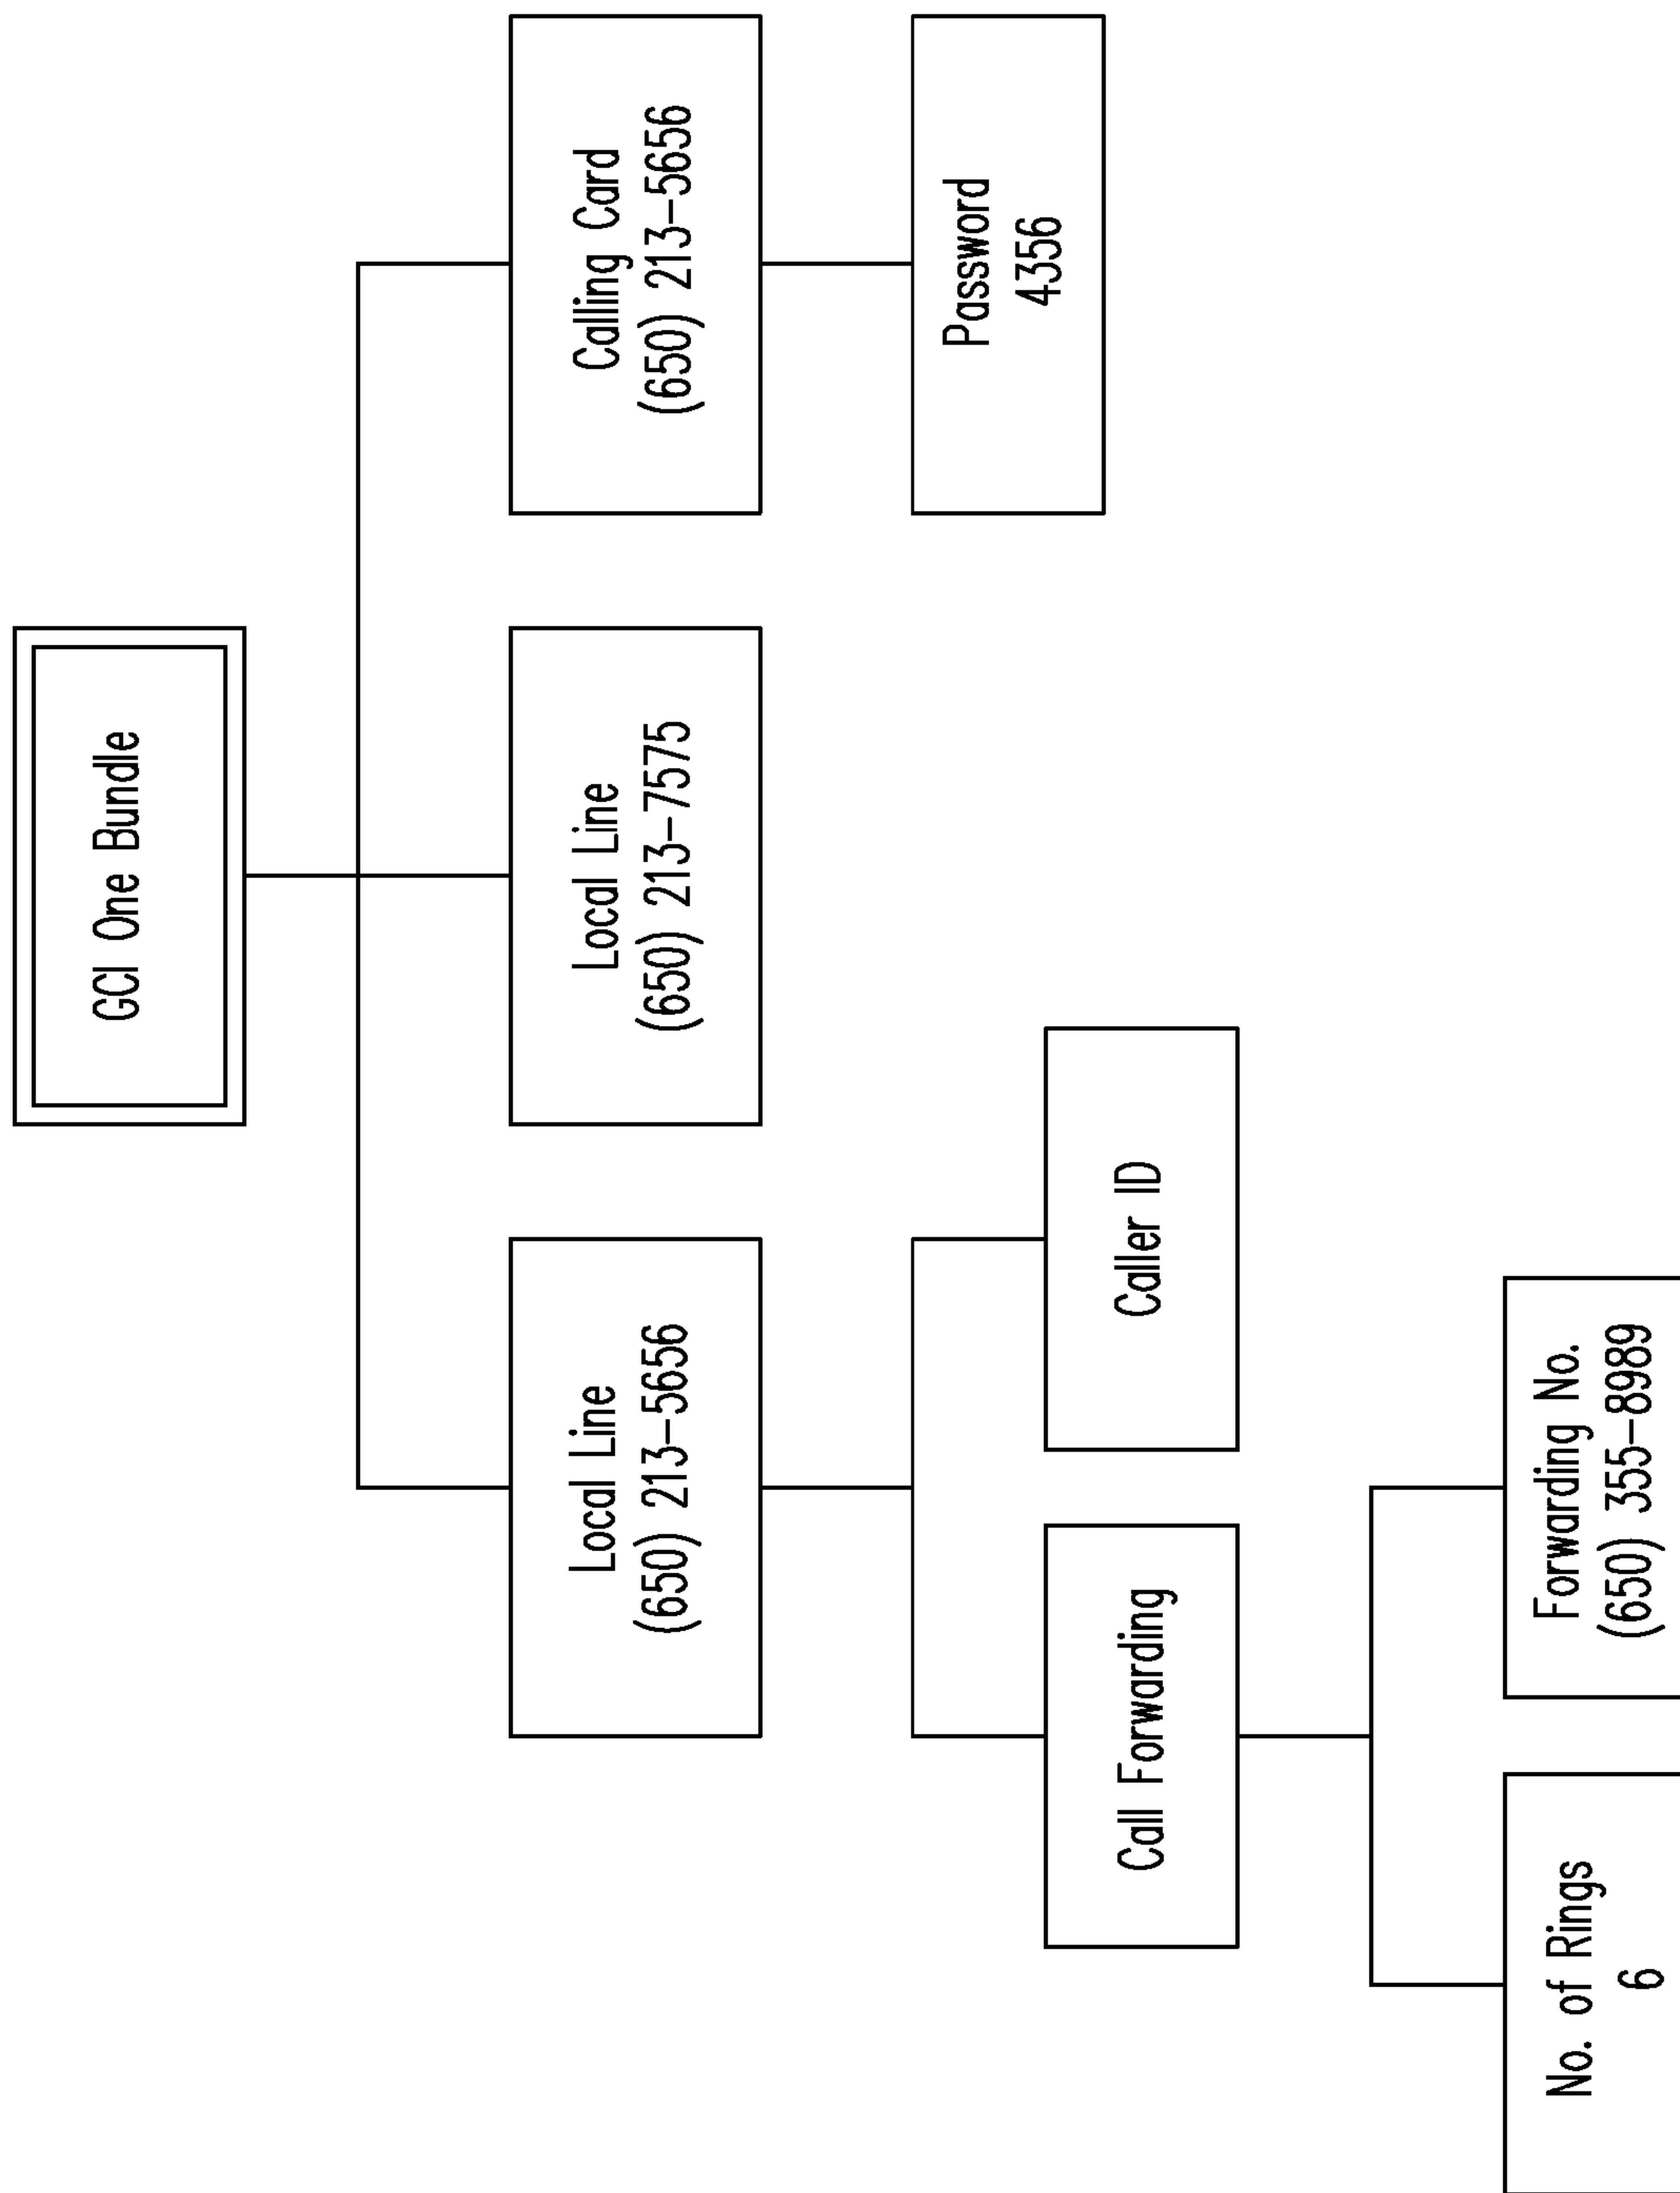 GCI One Bundle
Local Line
(650) 213-5656
Local Line
(650) 213-7575
Calling Card
(650) 213-5656
Call Forwarding
Caller ID
Password
4356
No. of Rings
6
Forwarding No.
(650) 355-8989